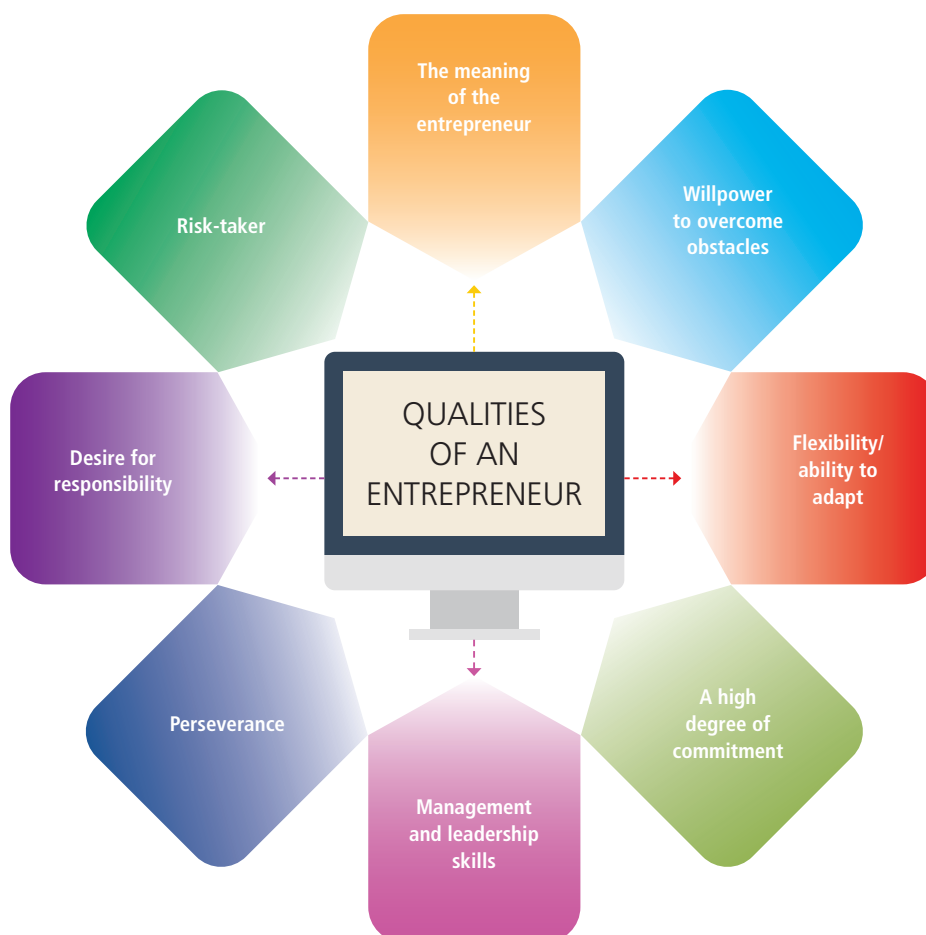 The meaning
of the
entrepreneur
Willpower
to overcome
obstacles
Flexibility/
ability to
adapt
A high
degree of
commitment
Management
and leadership
skills
Perseverance
Desire for
responsibility
Risk-taker
QUALITIES
OF AN
ENTREPRENEUR